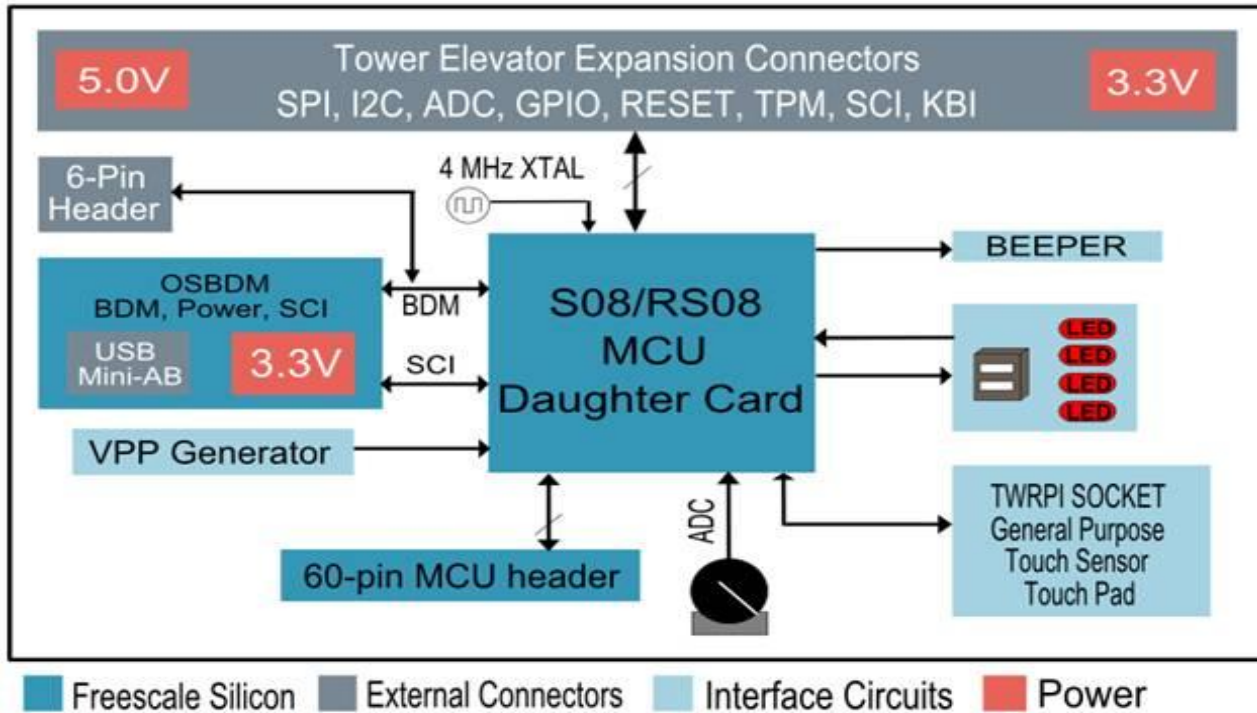 5.0V
Tower Elevator Expansion Connectors
SPI, I2C, ADC, GPIO, RESET, TPM, SCI, KBI
3.3V
6-Pin
Header
4 MHz XTAL
OSBDM
BDM, Power, SCI
USB
Mini-AB
3.3V
BDM
SCI
S08/RS08
MCU
Daughter Card
BEEPER
LED
LED
LED
LED
VPP Generator
60-pin MCU header
ADC
TWRPI SOCKET
General Purpose
Touch Sensor
Touch Pad
Freescale Silicon
External Connectors
Interface Circuits
Power